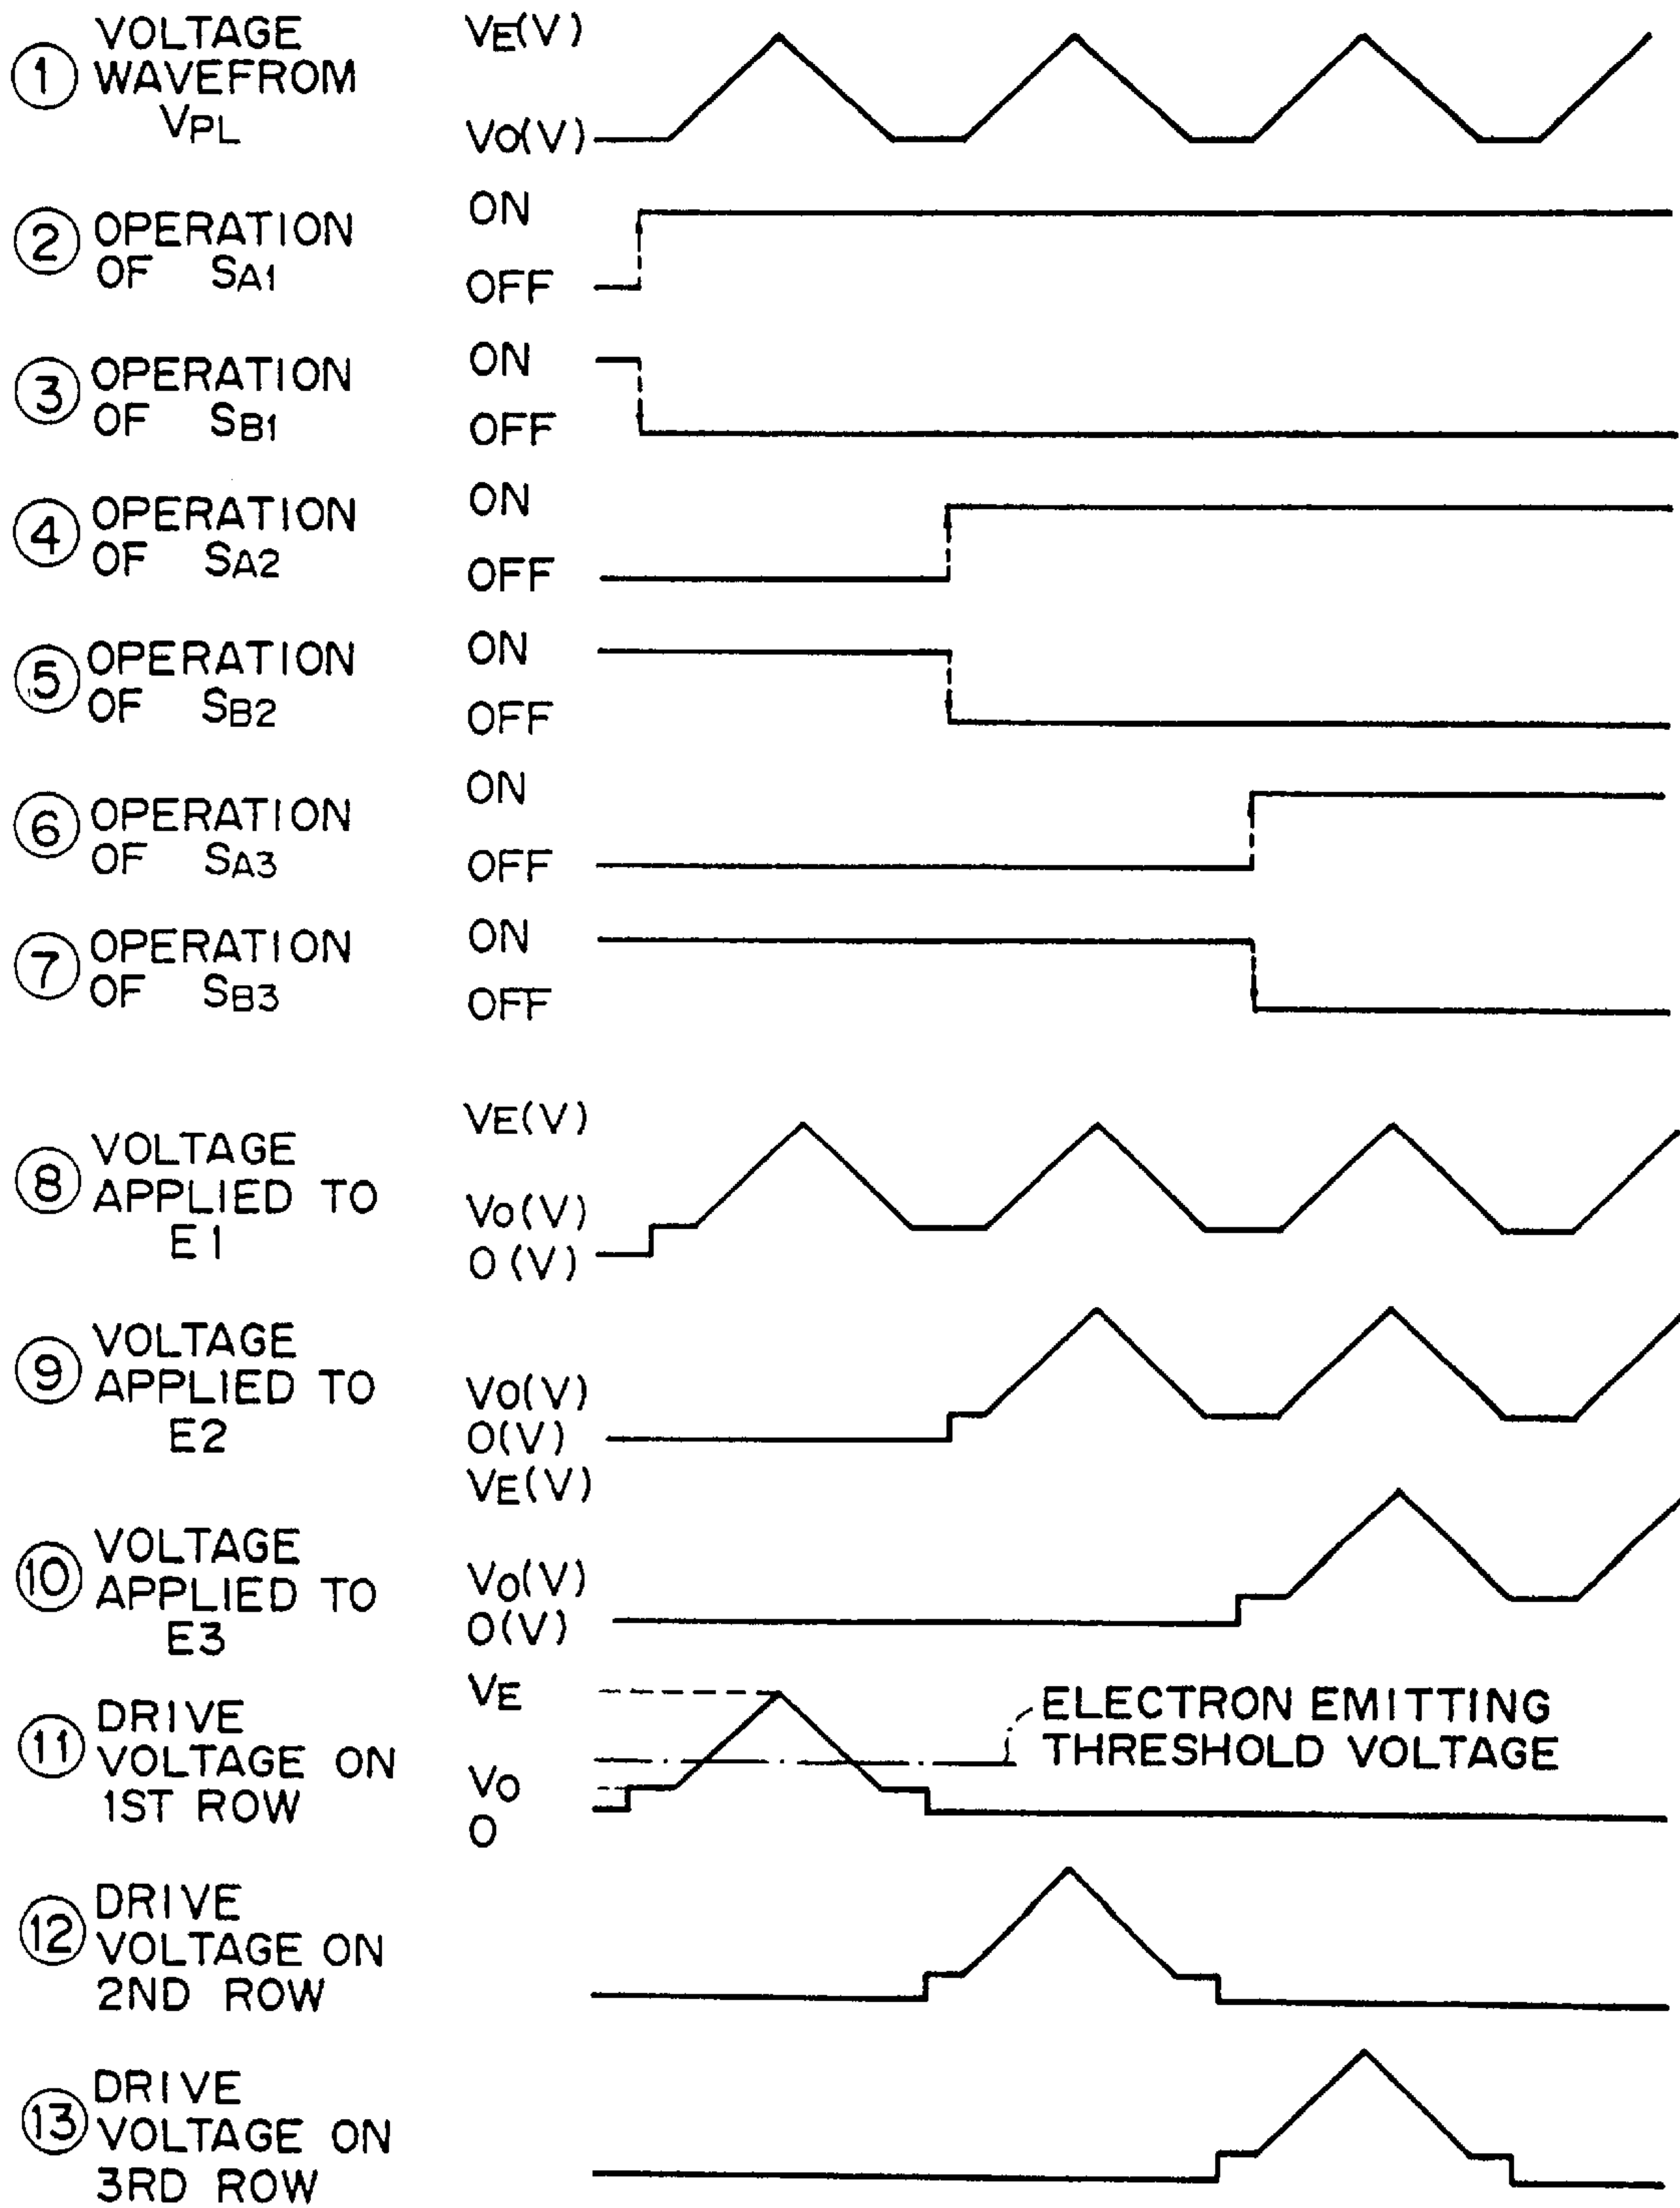 ① VOLTAGE
WAVEFROM
VPL
VE(V)
VO(V)
② OPERATION
OF SA1
ON
OFF
③ OPERATION
OF SB1
ON
OFF
④ OPERATION
OF SA2
ON
OFF
⑤ OPERATION
OF SB2
ON
OFF
⑥ OPERATION
OF SA3
ON
OFF
⑦ OPERATION
OF SB3
ON
OFF
⑧ VOLTAGE
APPLIED TO
E1
VE(V)
VO(V)
O(V)
⑨ VOLTAGE
APPLIED TO
E2
VO(V)
O(V)
⑩ VOLTAGE
APPLIED TO
E3
VE(V)
VO(V)
O(V)
⑪ DRIVE
VOLTAGE ON
1ST ROW
VE
VO
O
ELECTRON EMITTING
THRESHOLD VOLTAGE
⑫ DRIVE
VOLTAGE ON
2ND ROW
⑬ DRIVE
VOLTAGE ON
3RD ROW